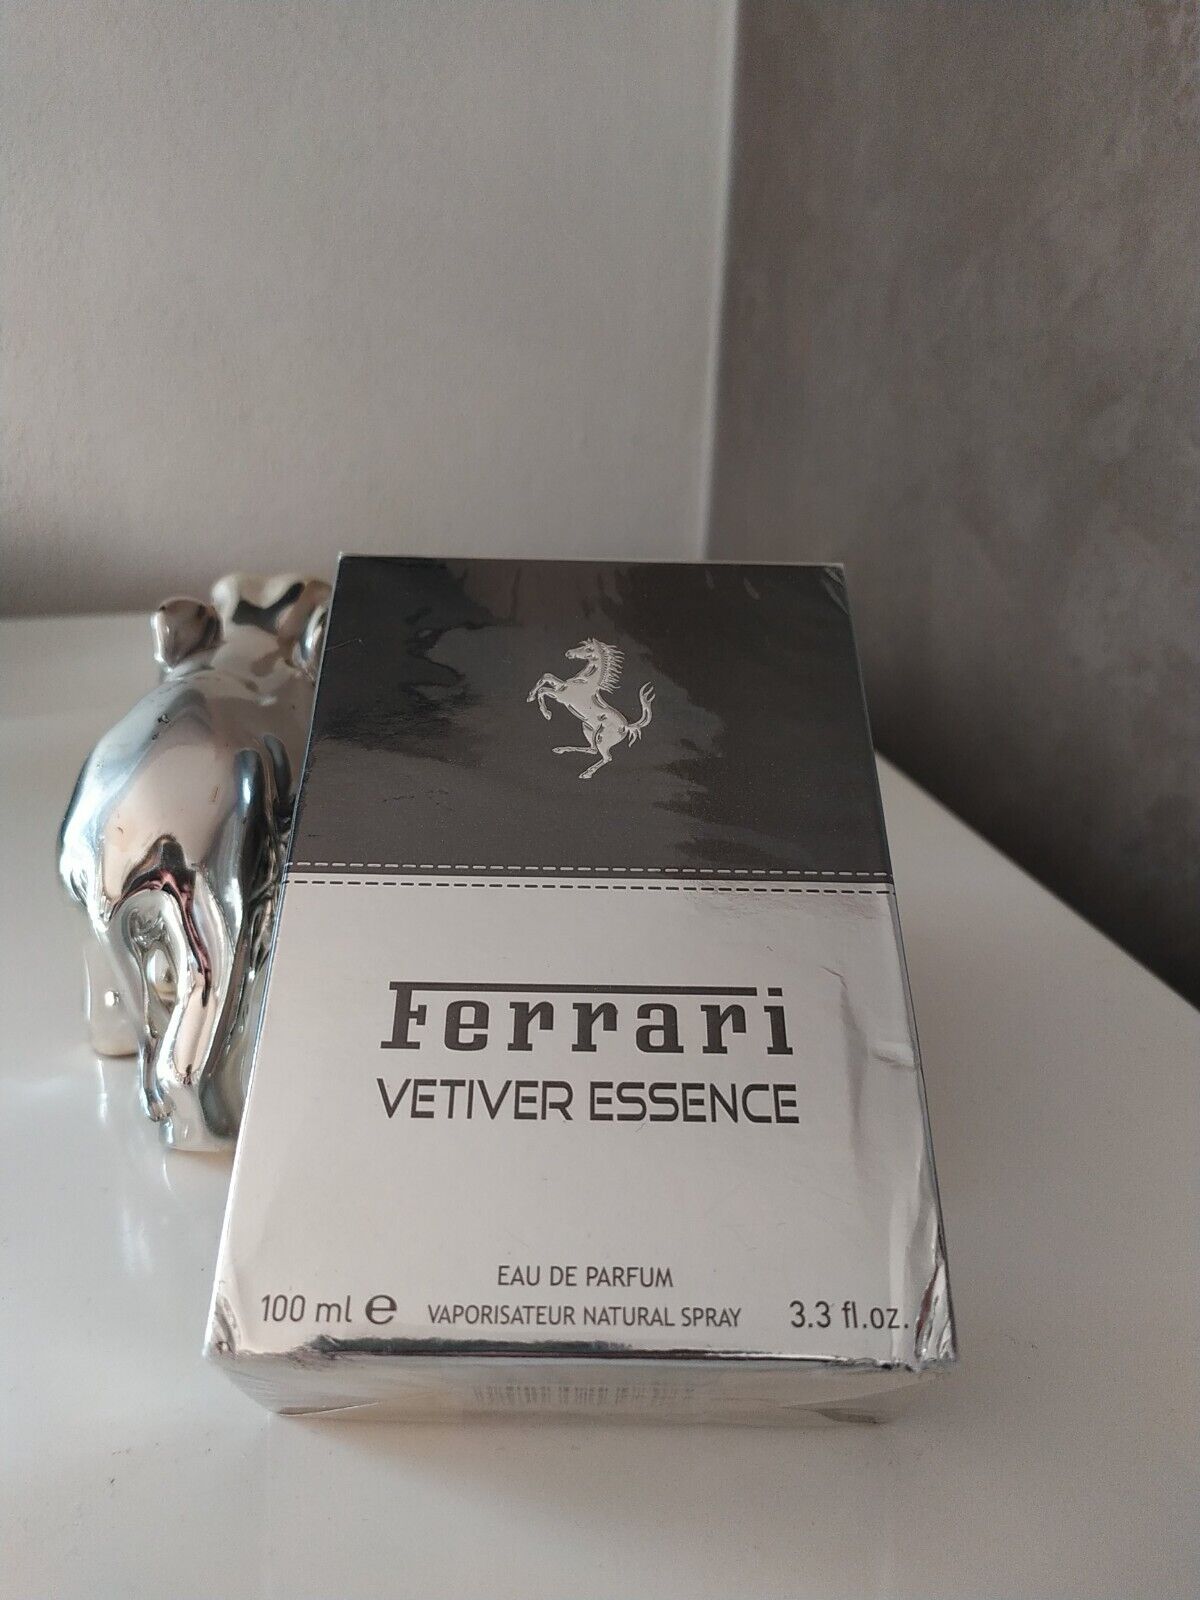 Ferrari
VETIVER ESSENCE
EAU DE PARFUM
100 ml ℮ VAPORISATEUR NATURAL SPRAY 3.3 fl.oz.